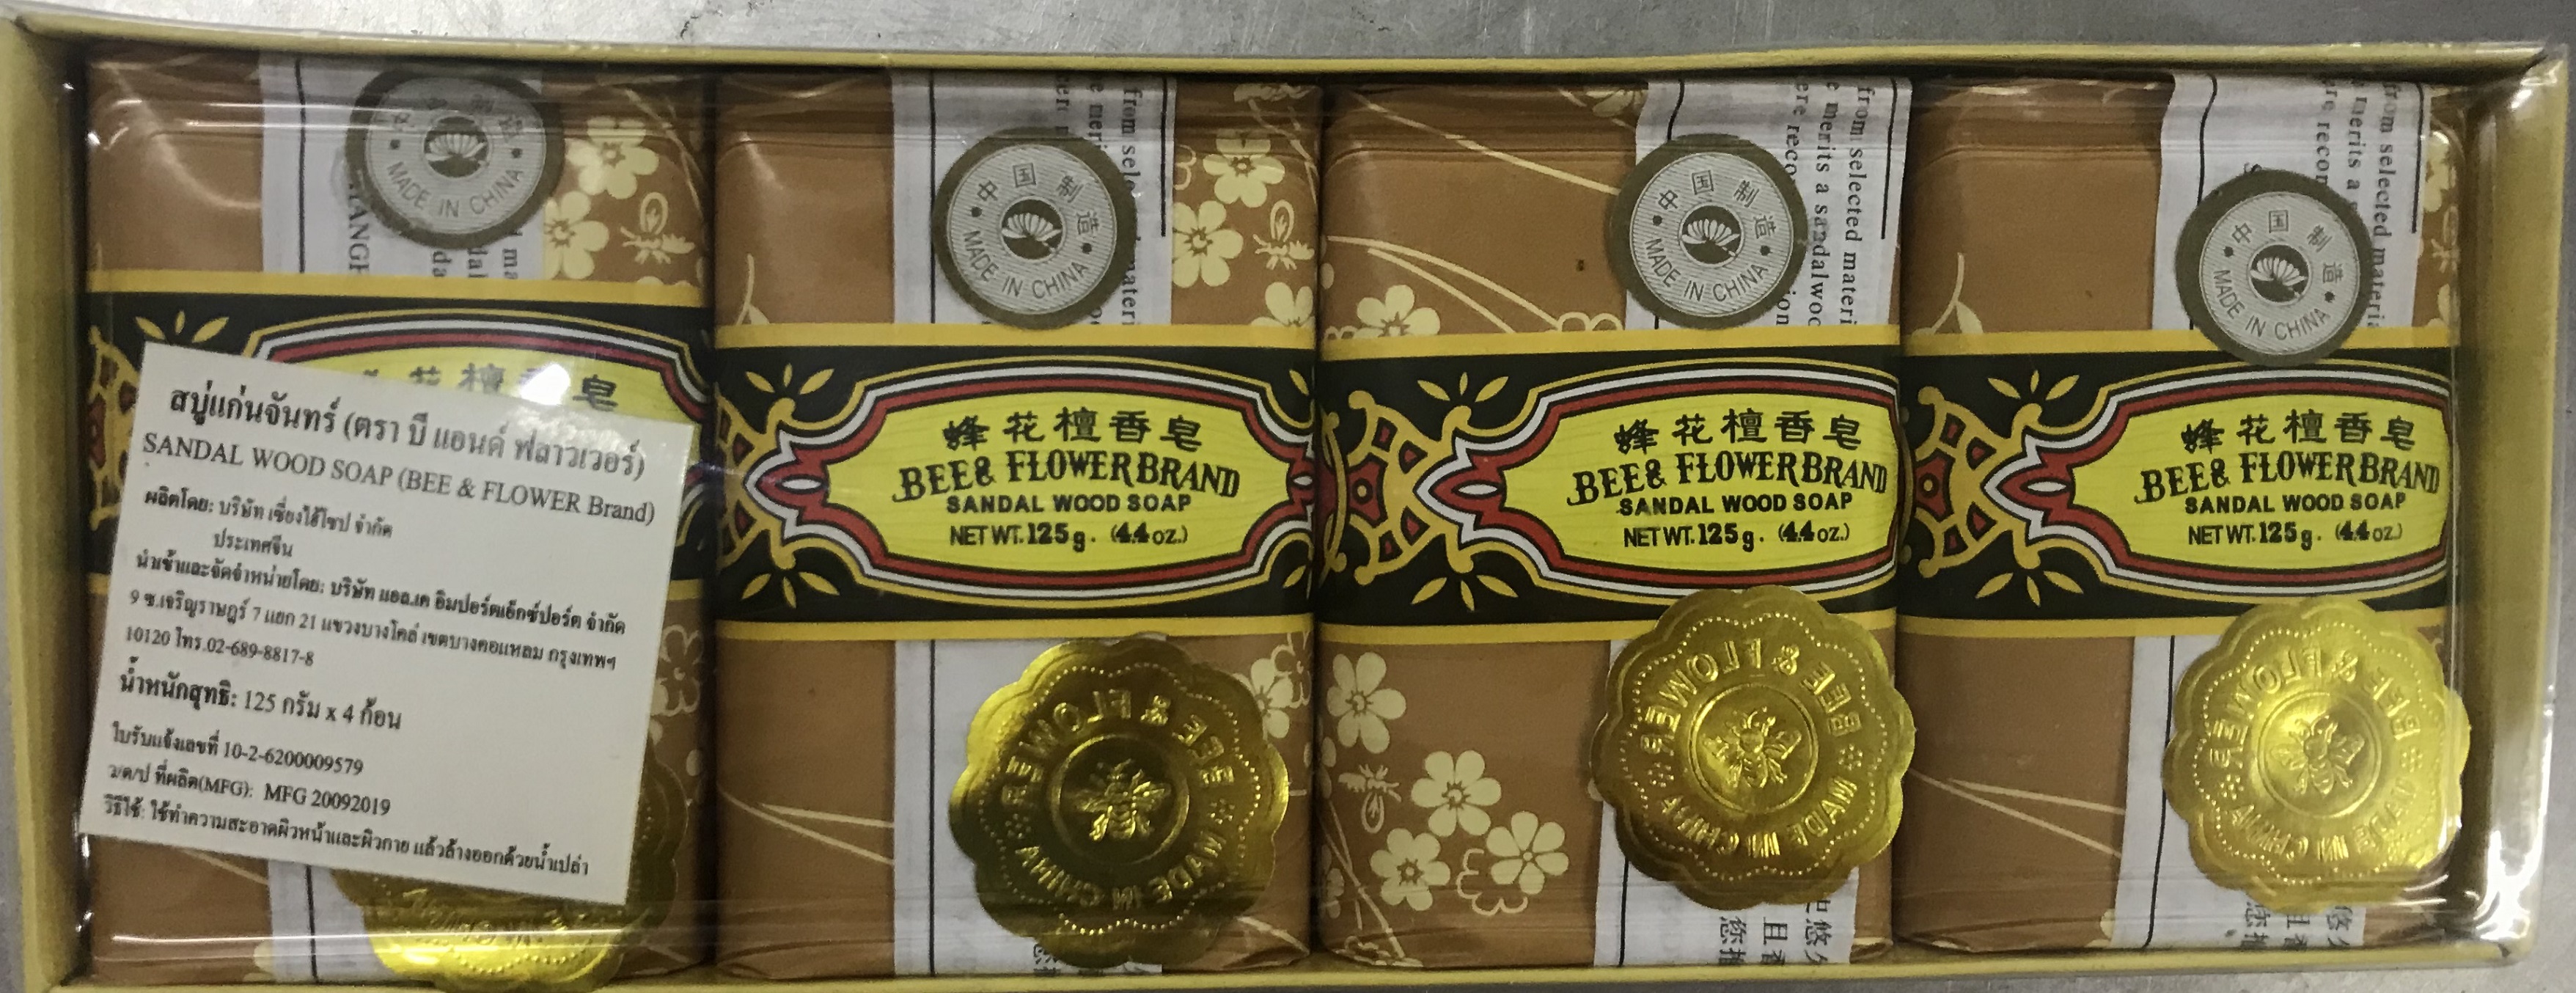 สบู่แก่นจันทร์ (ตรา บี แอนด์ ฟลาวเวอร์)
SANDAL WOOD SOAP (BEE & FLOWER Brand)
ผลิตโดย: บริษัท เซี่ยงไฮ้โซป จำกัด
ประเทศจีน
นำเข้าและจัดจำหน่ายโดย: บริษัท แอล.เค อิมปอร์ตเอ็กซ์ปอร์ต จำกัด
9 ซ.เจริญราษฎร์ 7 แยก 21 แขวงบางโคล่ เขตบางคอแหลม กรุงเทพฯ
10120 โทร.02-689-8817-8
น้ำหนักสุทธิ: 125 กรัม x 4 ก้อน
ใบรับแจ้งเลขที่ 10-2-6200009579
ว/ด/ป ที่ผลิต(MFG): MFG 20092019
วิธีใช้: ใช้ทำความสะอาดผิวหน้าและผิวกาย แล้วล้างออกด้วยน้ำเปล่า
MADE IN CHINA
花檀 皂
中国制造
MADE IN CHINA
蜂花檀香皂
BEE & FLOWER BRAND
SANDAL WOOD SOAP
NET WT. 125g. (4.4oz.)
BEE & FLOWER
MADE IN CHINA
from selected materi
e merits a sandalwoo
中国制造
MADE IN CHINA
蜂花檀香皂
BEE & FLOWER BRAND
SANDAL WOOD SOAP
NET WT. 125g. (4.4oz.)
BEE & FLOWER
MADE IN CHINA
from selected materia
merits a
中国制造
MADE IN CHINA
蜂花檀香皂
BEE & FLOWER BRAND
SANDAL WOOD SOAP
NET WT. 125g. (4.4oz.)
BEE & FLOWER
MADE IN CHINA